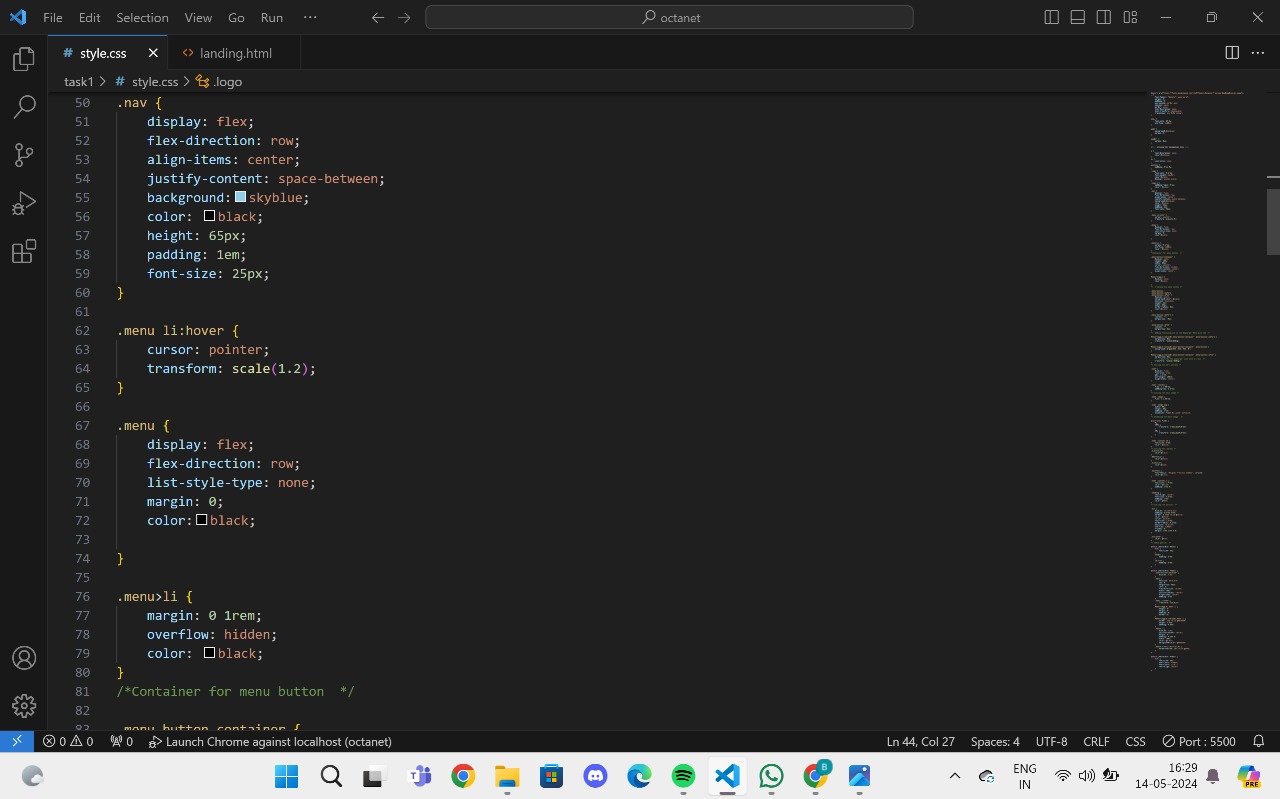 File Edit Selection View Go Run ··· octanet
# style.css <> landing.html
task1 > # style.css > .logo
50 .nav {
51 display: flex;
52 flex-direction: row;
53 align-items: center;
54 justify-content: space-between;
55 background: skyblue;
56 color: black;
57 height: 65px;
58 padding: 1em;
59 font-size: 25px;
60 }
61
62 .menu li:hover {
63 cursor: pointer;
64 transform: scale(1.2);
65 }
66
67 .menu {
68 display: flex;
69 flex-direction: row;
70 list-style-type: none;
71 margin: 0;
72 color: black;
73
74 }
75
76 .menu>li {
77 margin: 0 1rem;
78 overflow: hidden;
79 color: black;
80 }
81 /*Container for menu button  */
82
83 .menu-button-container {
0 0 0 Launch Chrome against localhost (octanet) Ln 44, Col 27 Spaces: 4 UTF-8 CRLF CSS Port : 5500
ENG 16:29
IN 14-05-2024
PRE